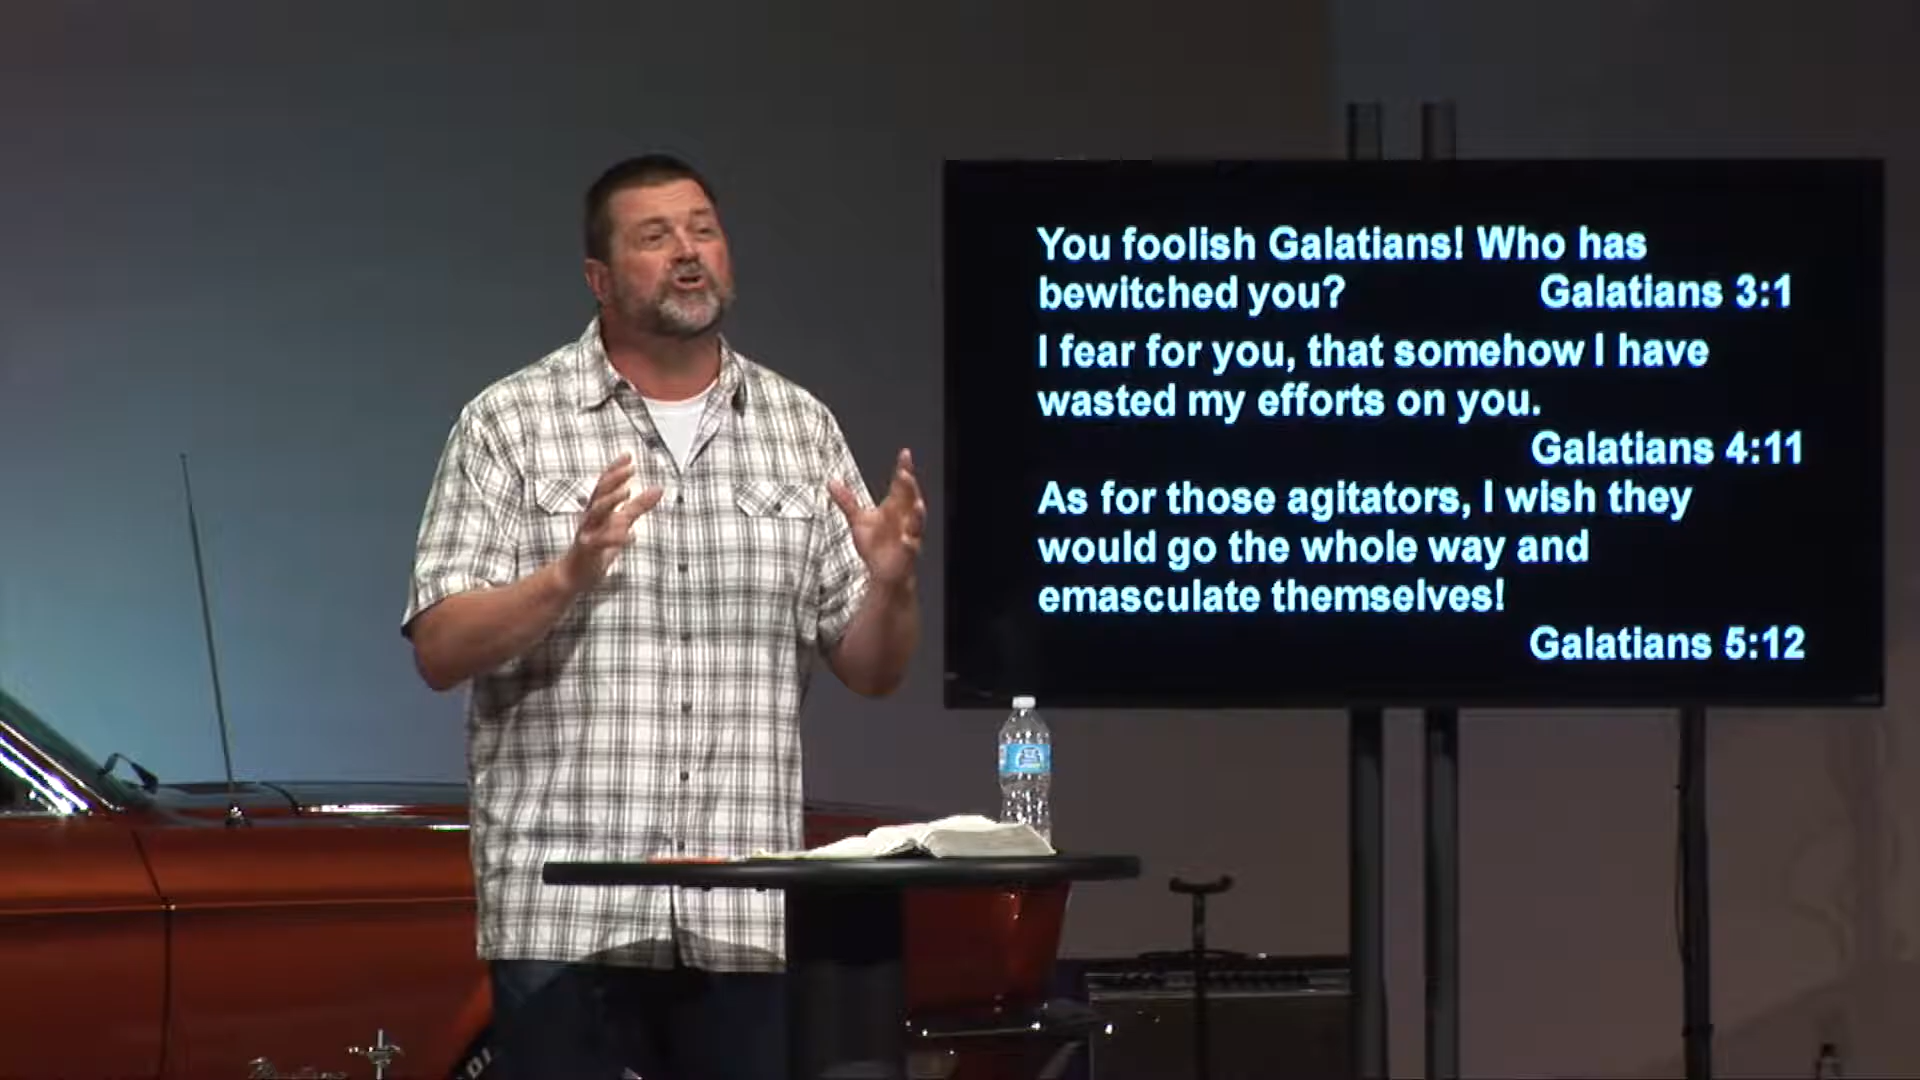 You foolish Galatians! Who has
bewitched you? Galatians 3:1
I fear for you, that somehow I have
wasted my efforts on you.
Galatians 4:11
As for those agitators, I wish they
would go the whole way and
emasculate themselves!
Galatians 5:12
Mustang